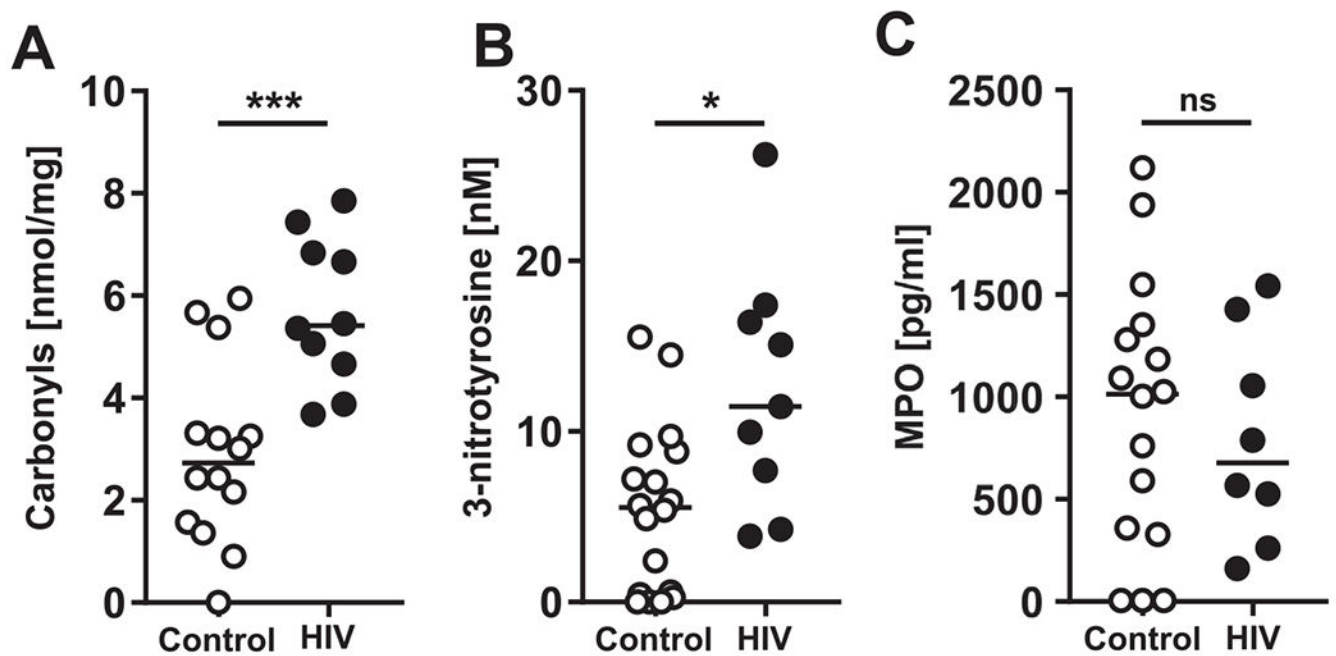 A
Carbonyls [nmol/mg]
10
8
6
4
2
0
***
Control
HIV
B
3-nitrotyrosine [nM]
30
20
10
0
*
Control
HIV
C
MPO [pg/ml]
2500
2000
1500
1000
500
0
ns
Control
HIV